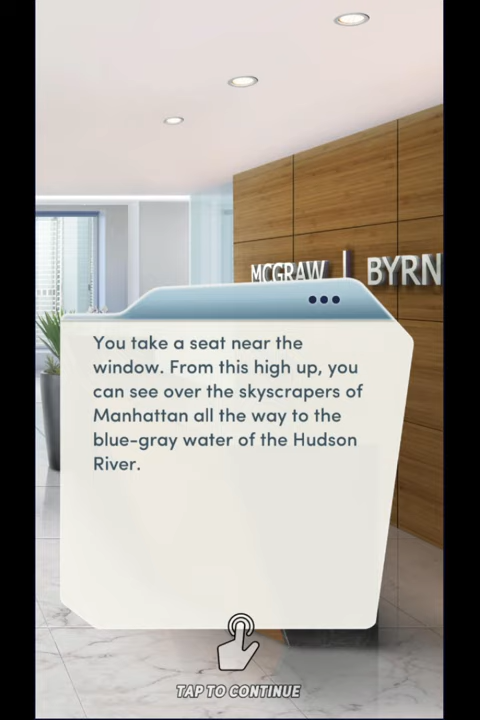 MCGRAW | BYRN
You take a seat near the
window. From this high up, you
can see over the skyscrapers of
Manhattan all the way to the
blue-gray water of the Hudson
River.
TAP TO CONTINUE